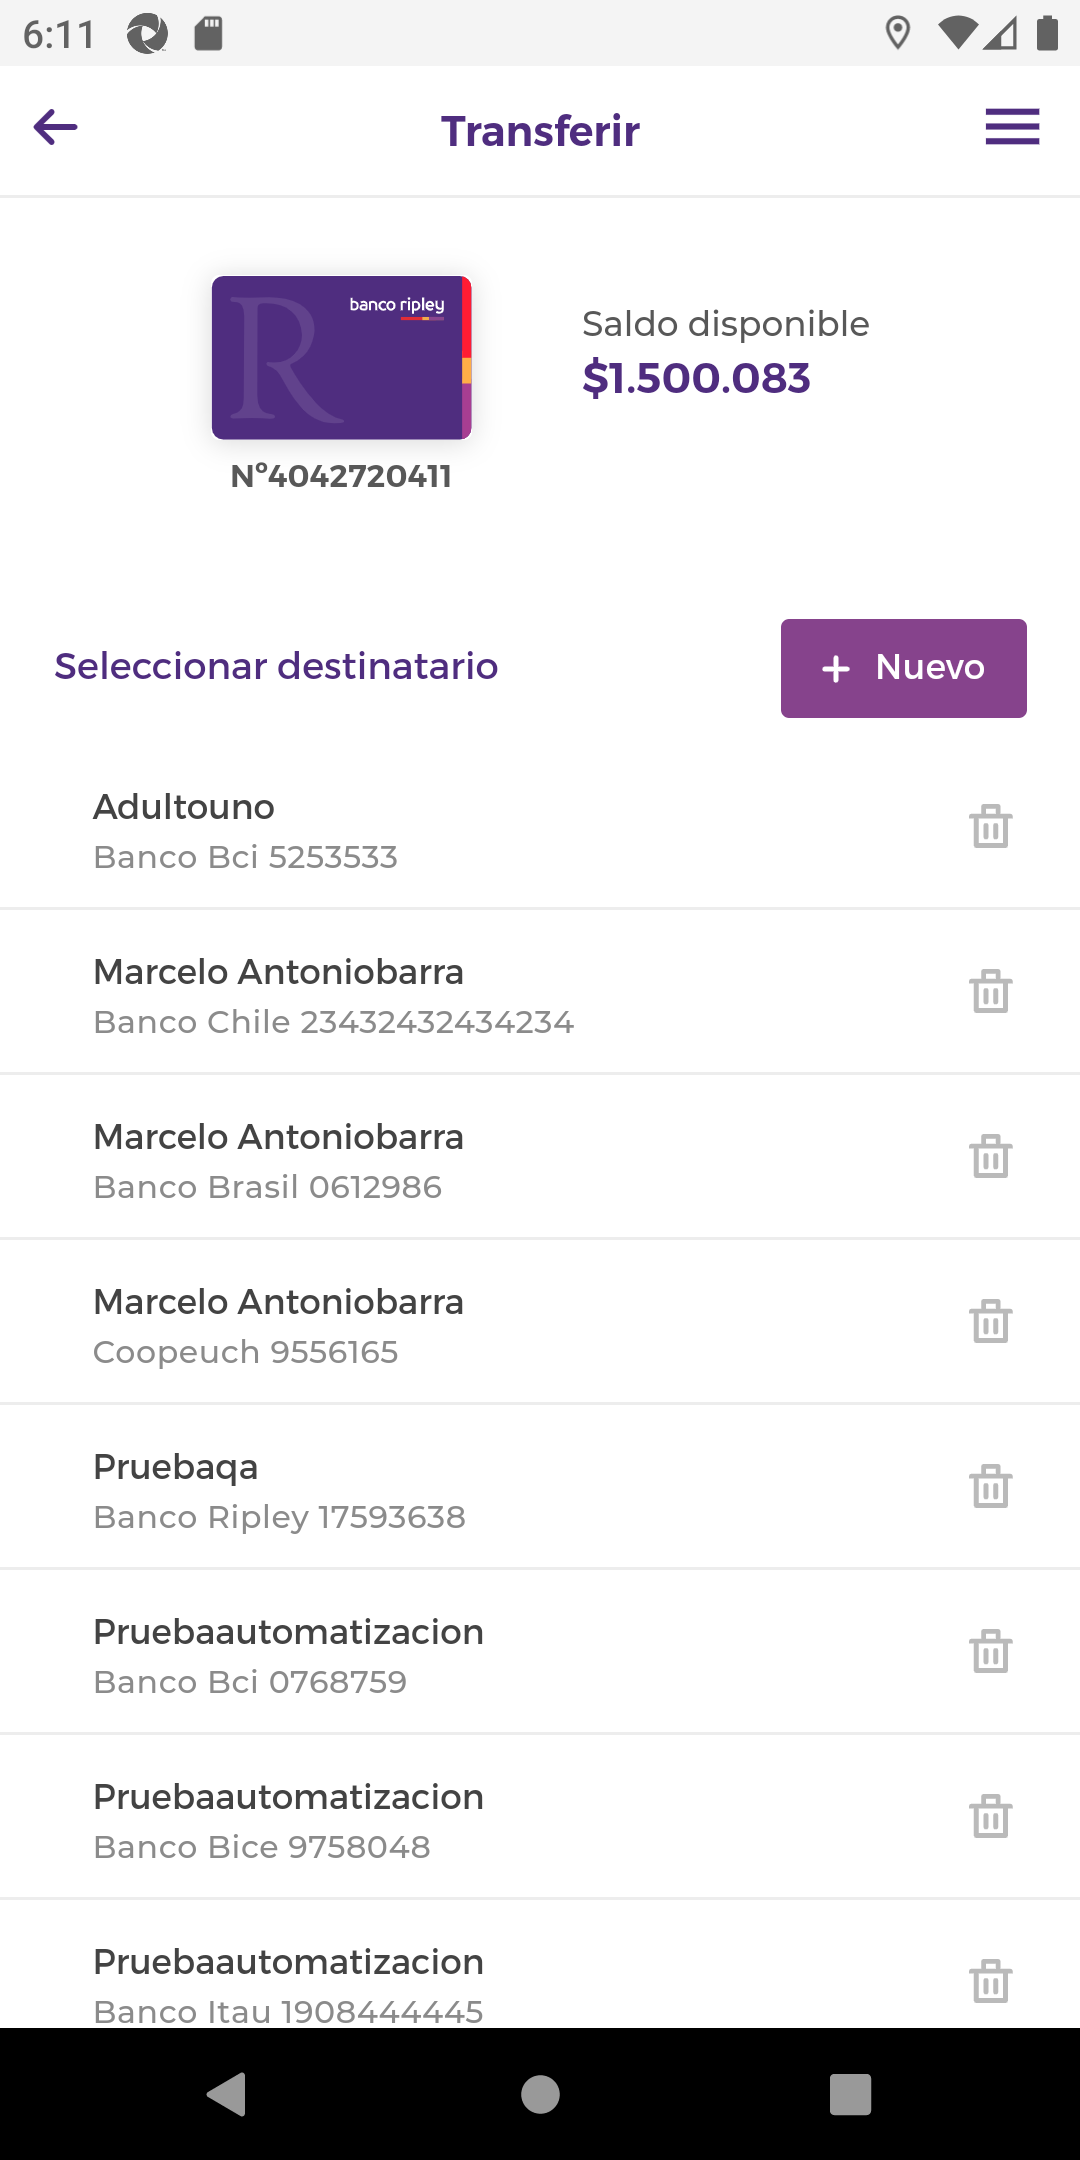 6:11
Transferir
R
banco ripley
Saldo disponible
$1.500.083
Nº4042720411
Seleccionar destinatario
+ Nuevo
Adultouno
Banco Bci 5253533
Marcelo Antoniobarra
Banco Chile 23432432434234
Marcelo Antoniobarra
Banco Brasil 0612986
Marcelo Antoniobarra
Coopeuch 9556165
Pruebaqa
Banco Ripley 17593638
Pruebaautomatizacion
Banco Bci 0768759
Pruebaautomatizacion
Banco Bice 9758048
Pruebaautomatizacion
Banco Itau 1908444445